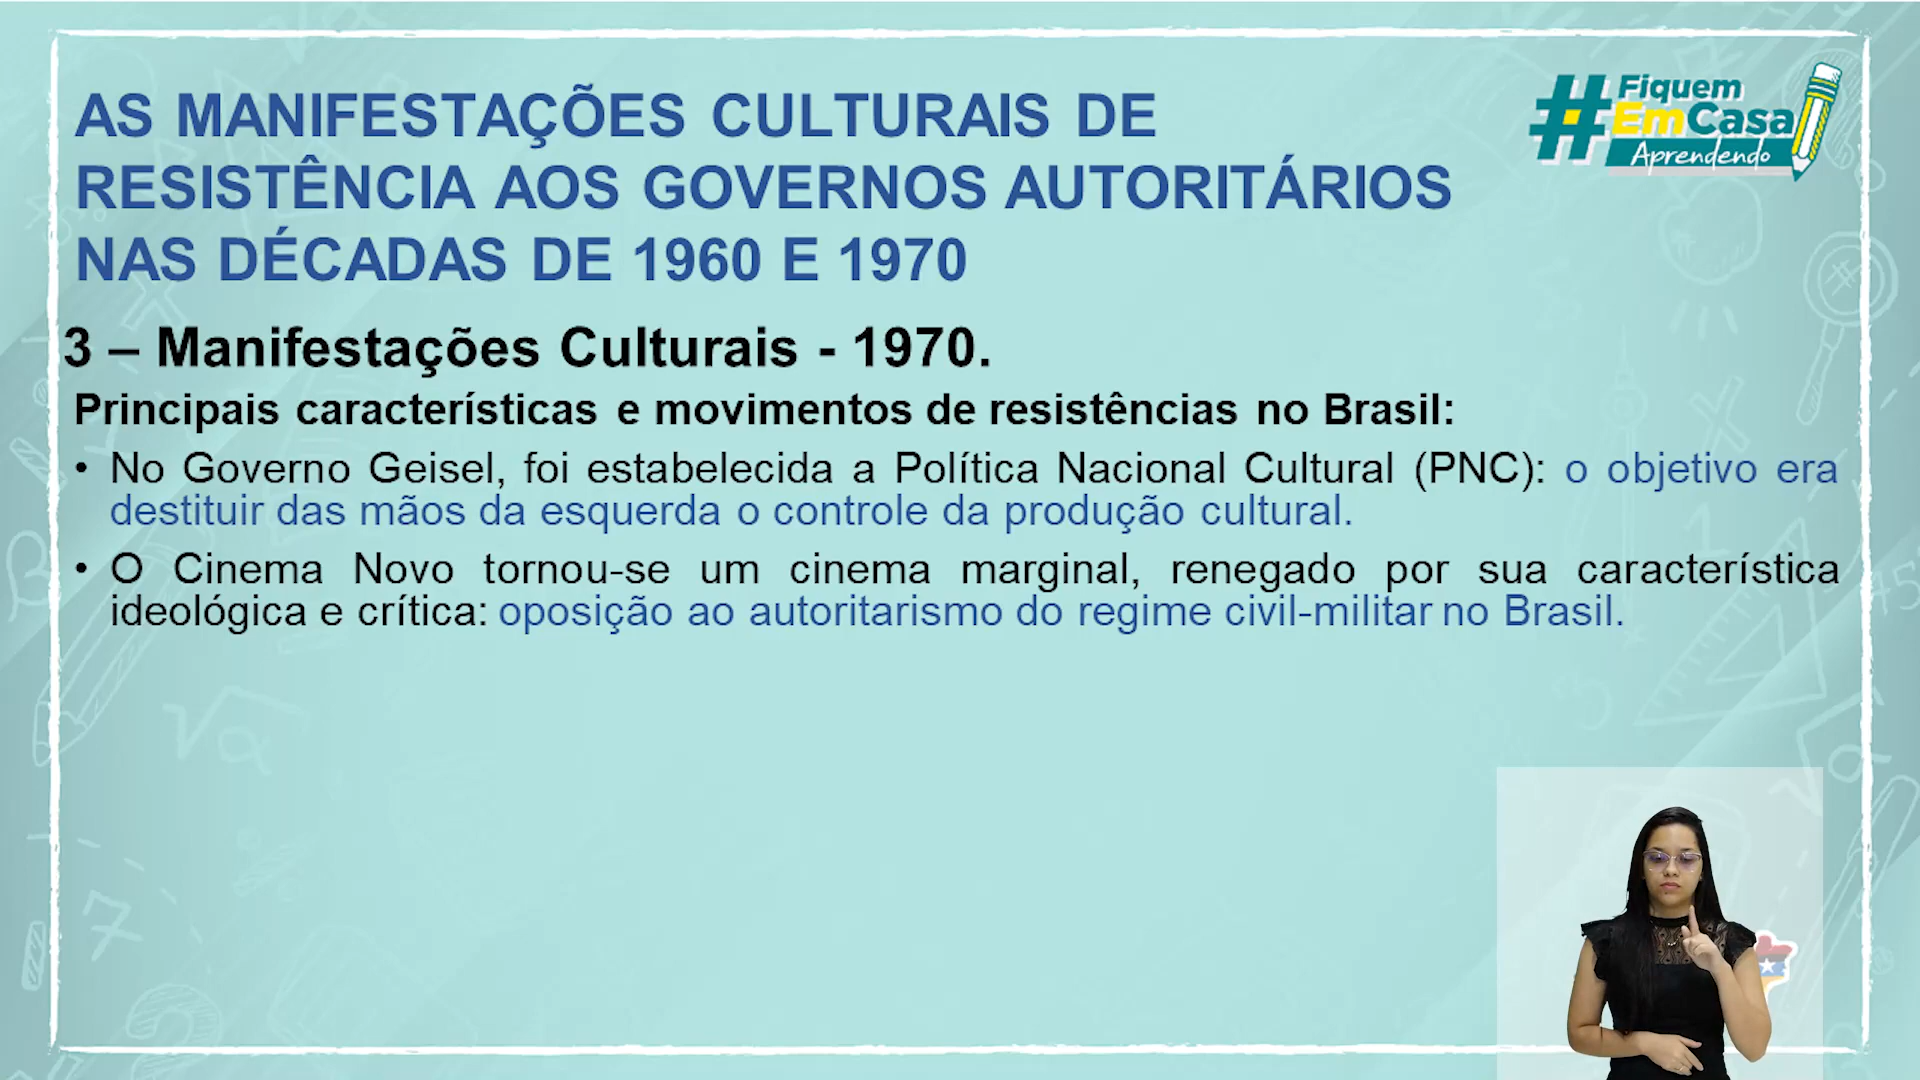 AS MANIFESTAÇÕES CULTURAIS DE
RESISTÊNCIA AOS GOVERNOS AUTORITÁRIOS
NAS DÉCADAS DE 1960 E 1970
#Fiquem
EmCasa
Aprendendo
3 – Manifestações Culturais - 1970.
Principais características e movimentos de resistências no Brasil:
• No Governo Geisel, foi estabelecida a Política Nacional Cultural (PNC): o objetivo era
destituir das mãos da esquerda o controle da produção cultural.
• O Cinema Novo tornou-se um cinema marginal, renegado por sua característica
ideológica e crítica: oposição ao autoritarismo do regime civil-militar no Brasil.